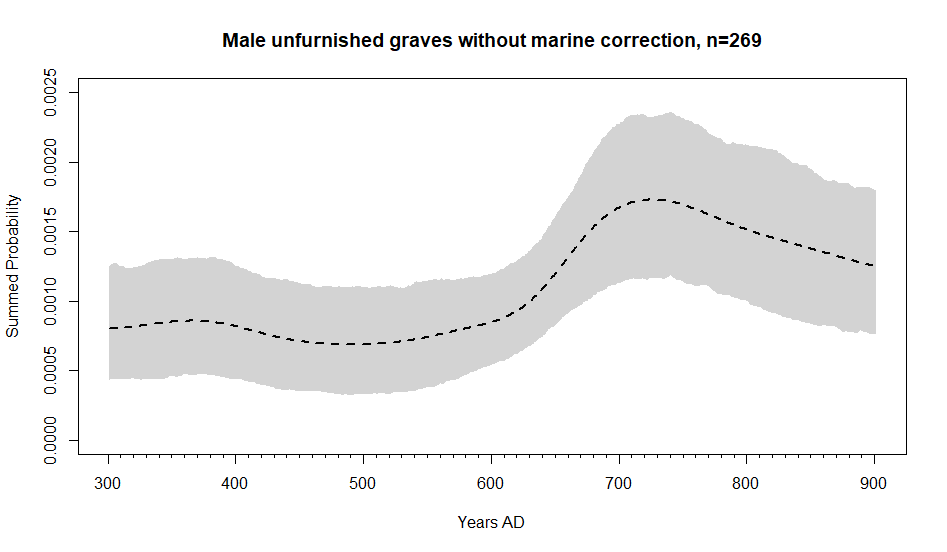 Male unfurnished graves without marine correction, n=269
Summed Probability
0.0025
0.0020
0.0015
0.0010
0.0005
0.0000
300 400 500 600 700 800 900
Years AD